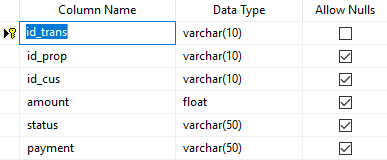 Column Name Data Type Allow Nulls
id_trans varchar(10)
id_prop varchar(10)
id_cus varchar(10)
amount float
status varchar(50)
payment varchar(50)